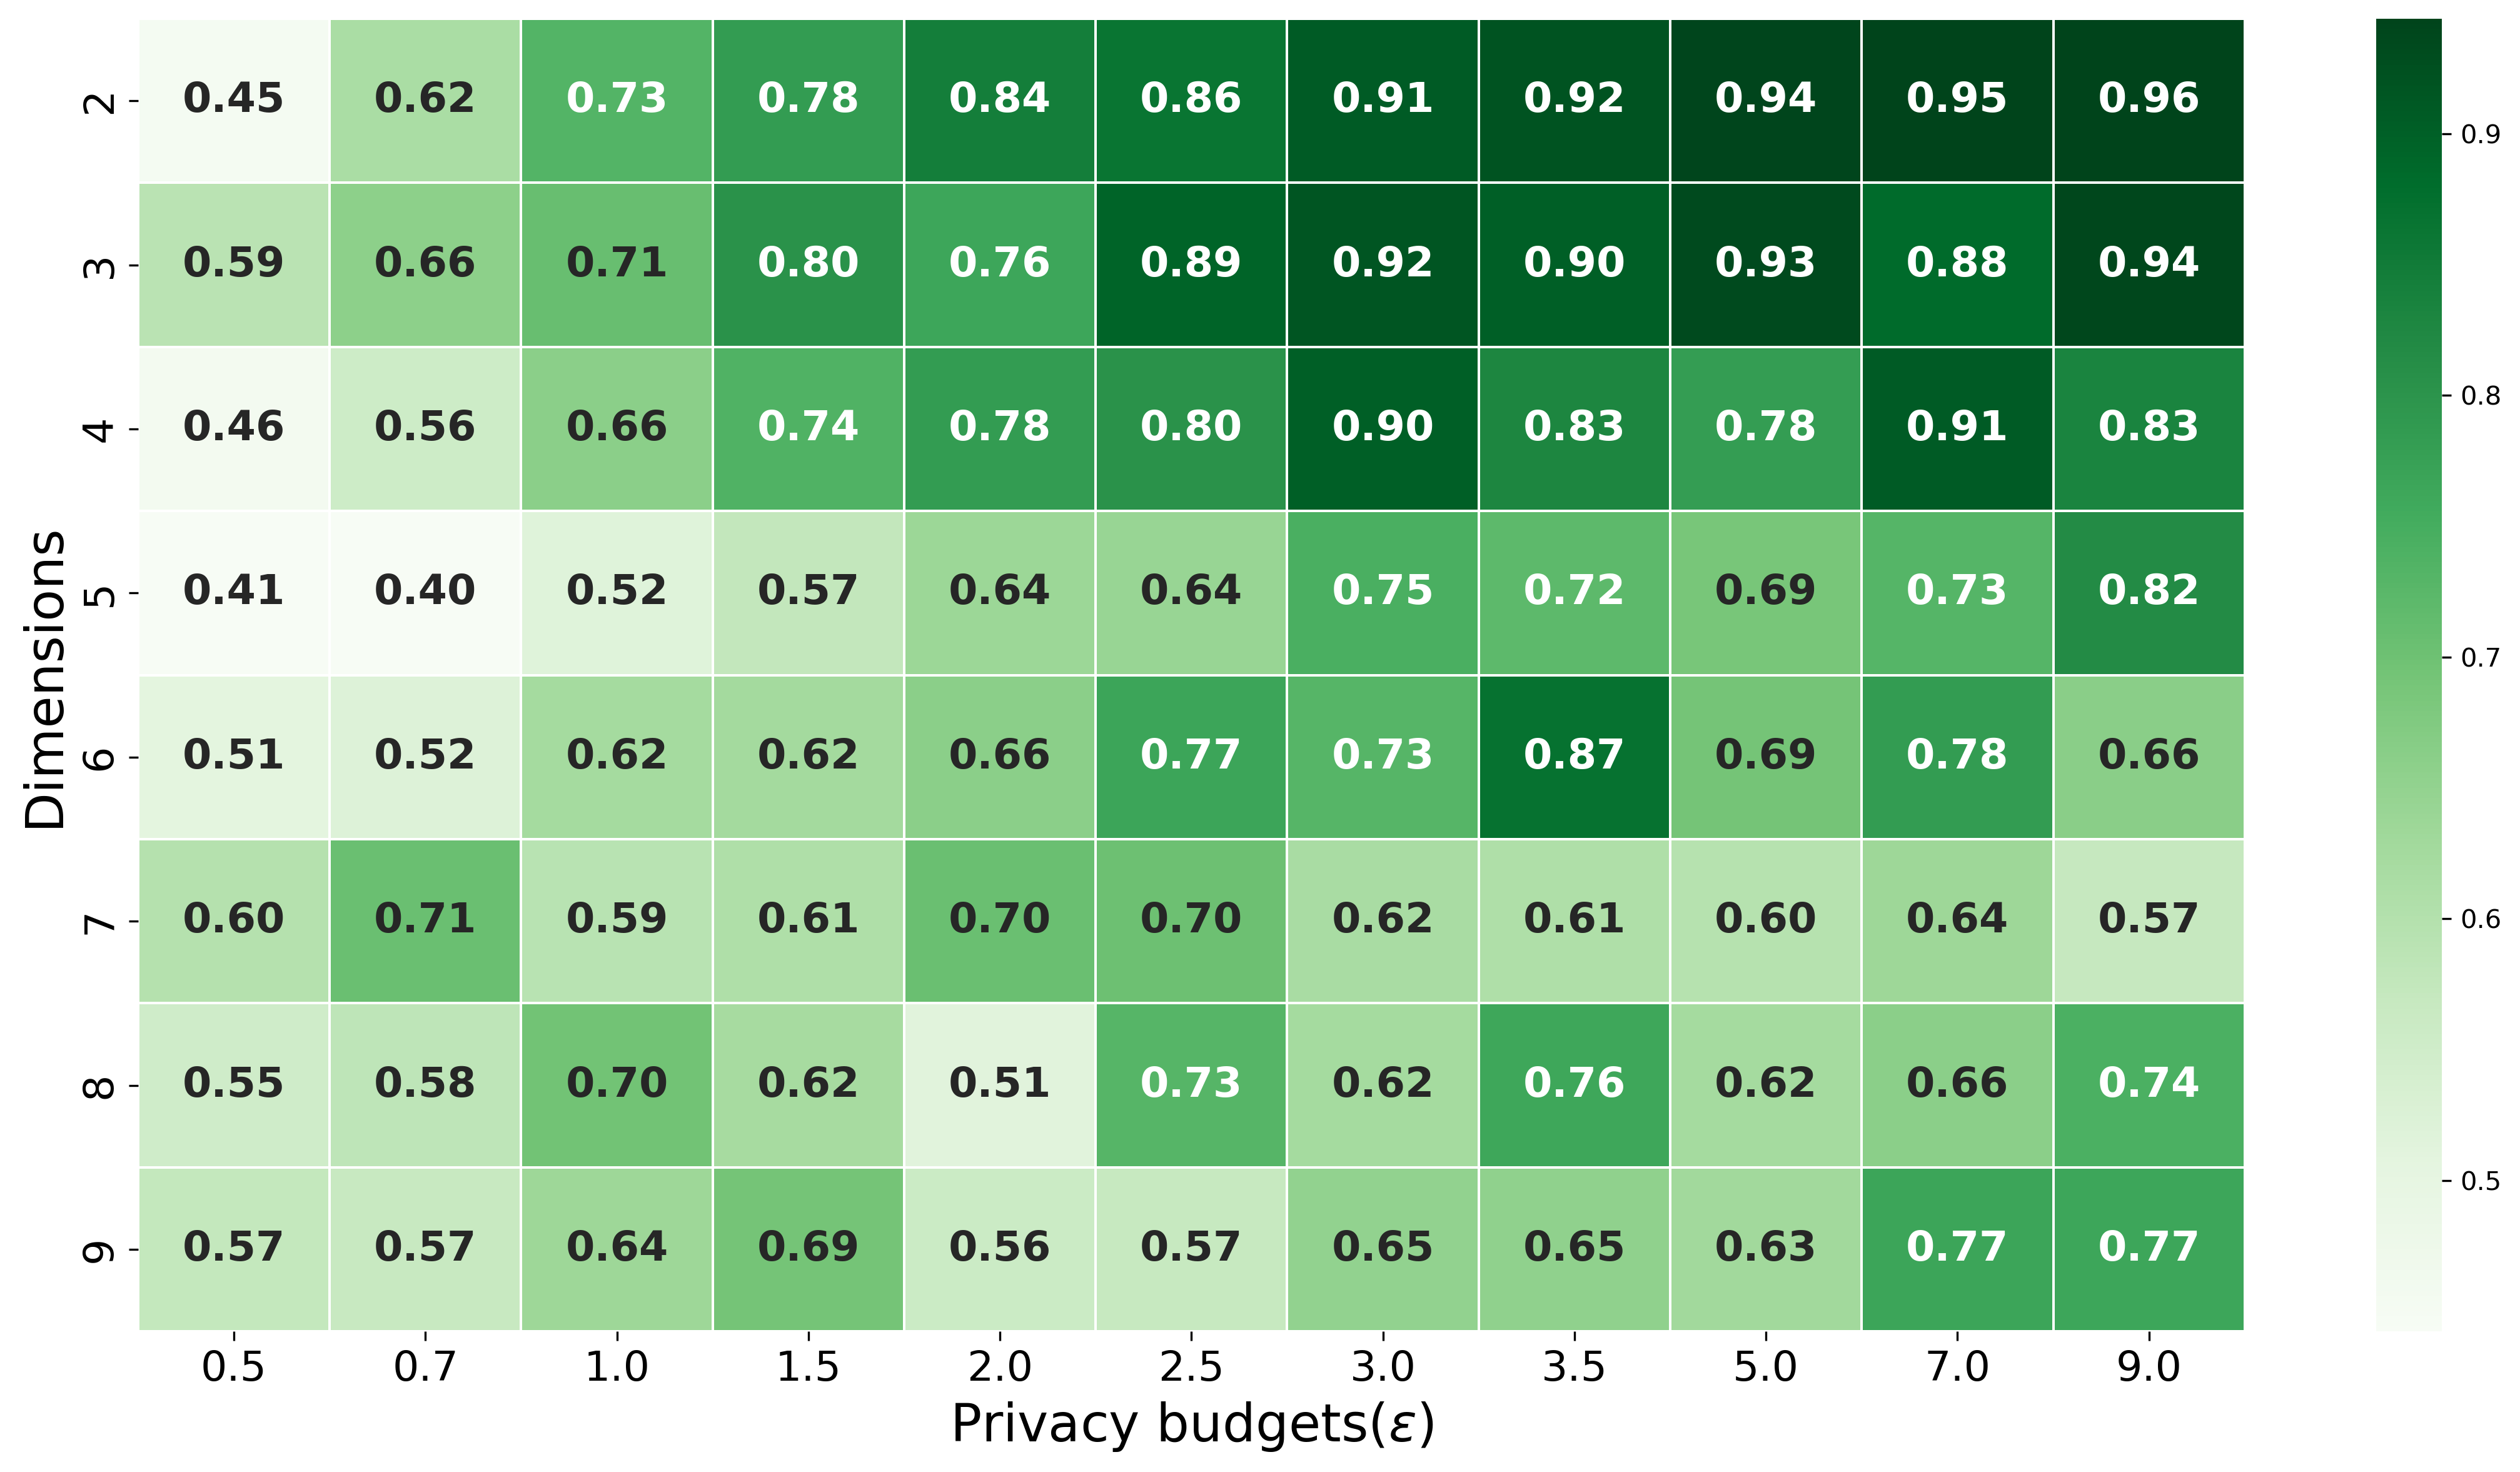 2 0.45 0.62 0.73 0.78 0.84 0.86 0.91 0.92 0.94 0.95 0.96
3 0.59 0.66 0.71 0.80 0.76 0.89 0.92 0.90 0.93 0.88 0.94
4 0.46 0.56 0.66 0.74 0.78 0.80 0.90 0.83 0.78 0.91 0.83
5 0.41 0.40 0.52 0.57 0.64 0.64 0.75 0.72 0.69 0.73 0.82
6 0.51 0.52 0.62 0.62 0.66 0.77 0.73 0.87 0.69 0.78 0.66
7 0.60 0.71 0.59 0.61 0.70 0.70 0.62 0.61 0.60 0.64 0.57
8 0.55 0.58 0.70 0.62 0.51 0.73 0.62 0.76 0.62 0.66 0.74
9 0.57 0.57 0.64 0.69 0.56 0.57 0.65 0.65 0.63 0.77 0.77
0.5 0.7 1.0 1.5 2.0 2.5 3.0 3.5 5.0 7.0 9.0
Privacy budgets(ε)
Dimensions
0.9
0.8
0.7
0.6
0.5